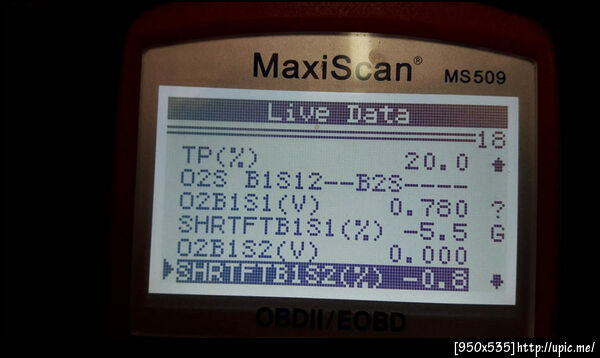 MaxiScan® MS509
Live Data
18
TP(%) 20.0
O2S B1S12--B2S-----
O2B1S1(V) 0.780 ?
SHRTFTB1S1(%) -5.5 G
O2B1S2(V) 0.000
SHRTFTB1S2(%) -0.8
OBDII/EOBD
[950x535]http://upic.me/